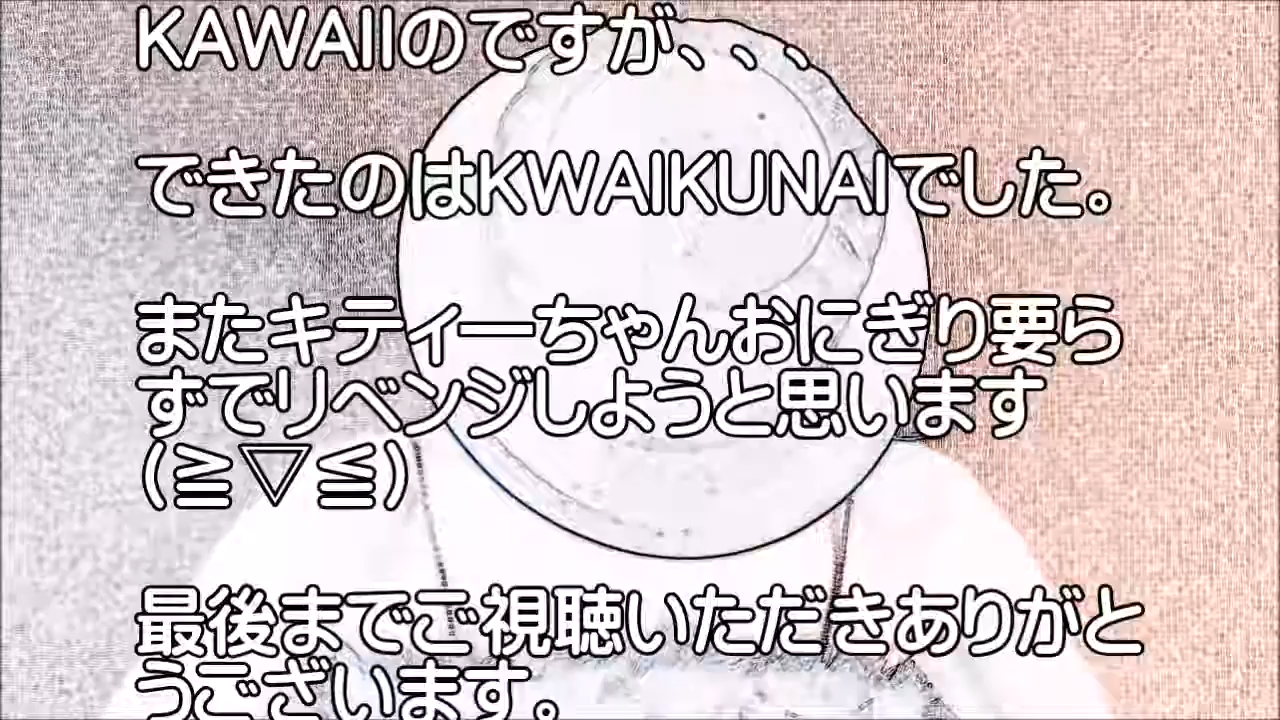 KAWAIIのですが、、、
できたのはKWAIKUNAIでした。
またキティーちゃんおにぎり要ら
ずでリベンジしようと思います
(≧▽≦)
最後までご視聴いただきありがと
うございます。